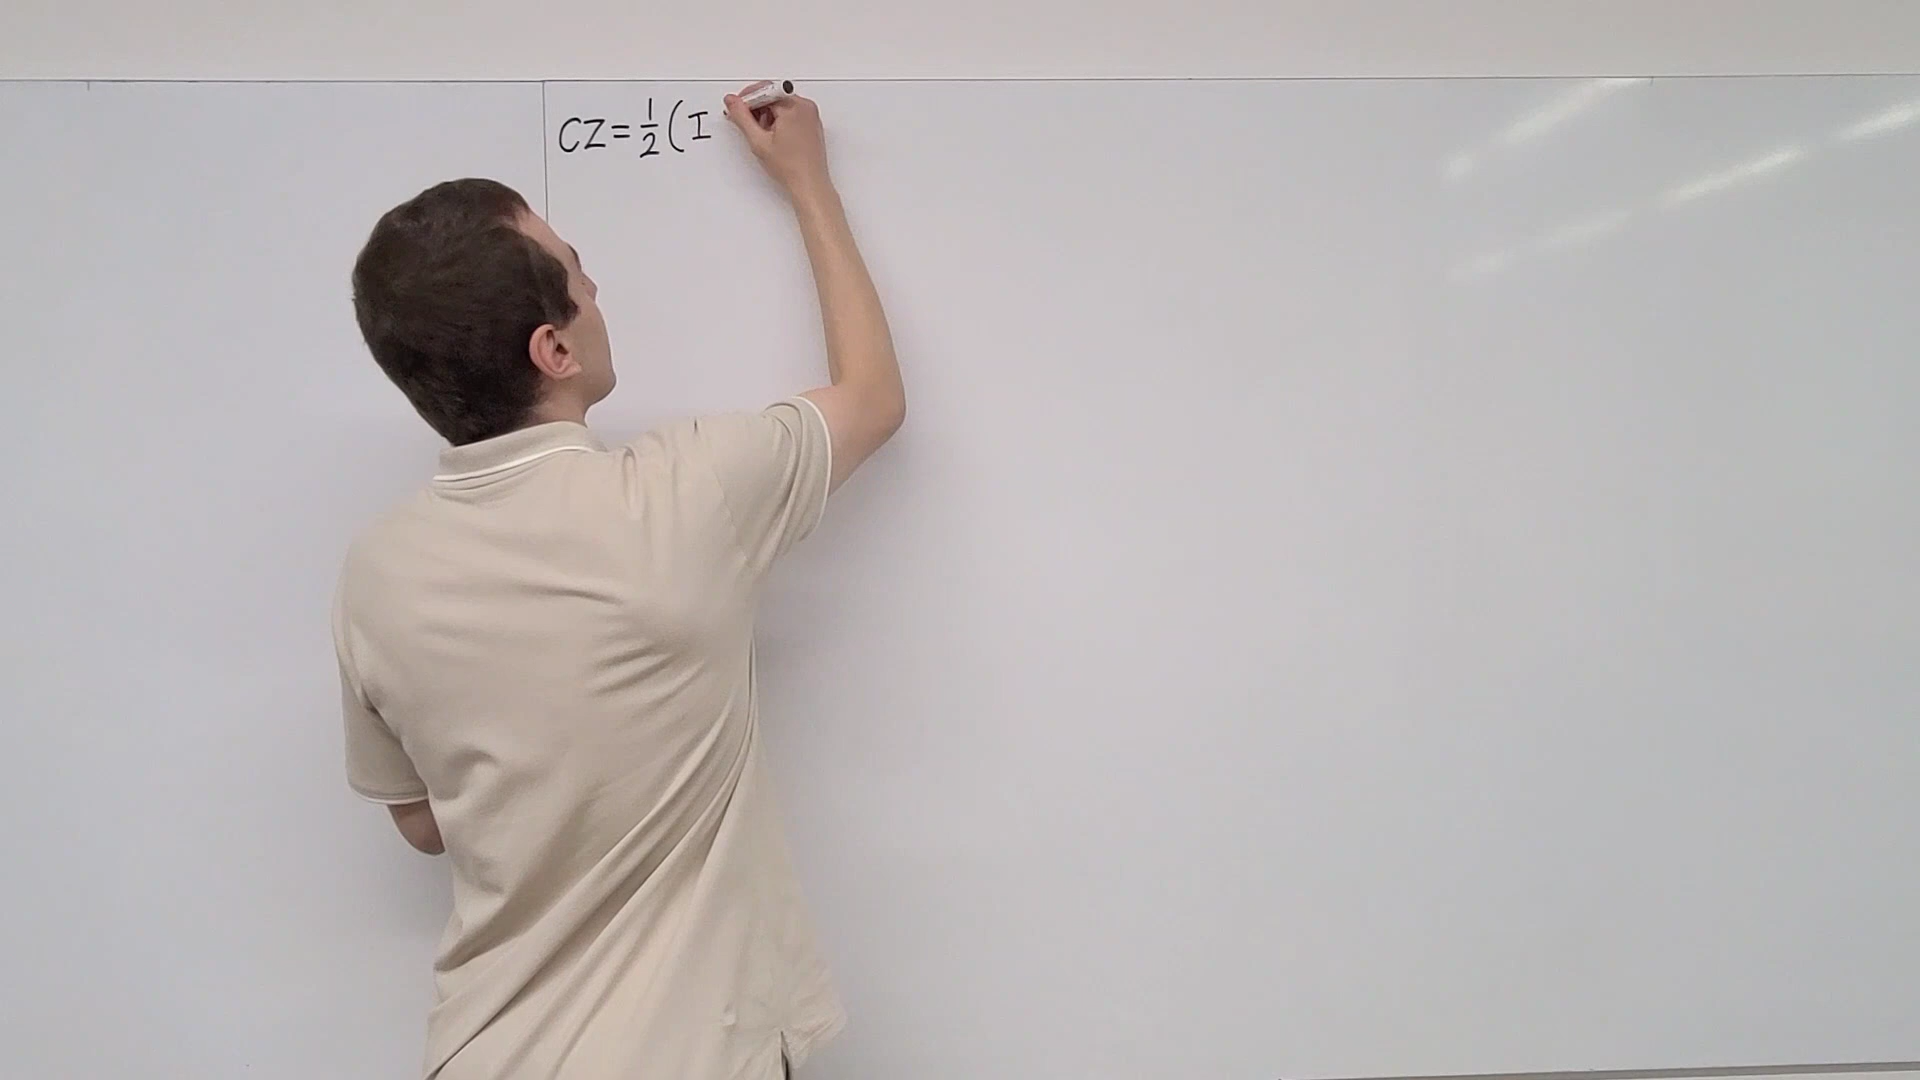 CZ = 1/2 ( I